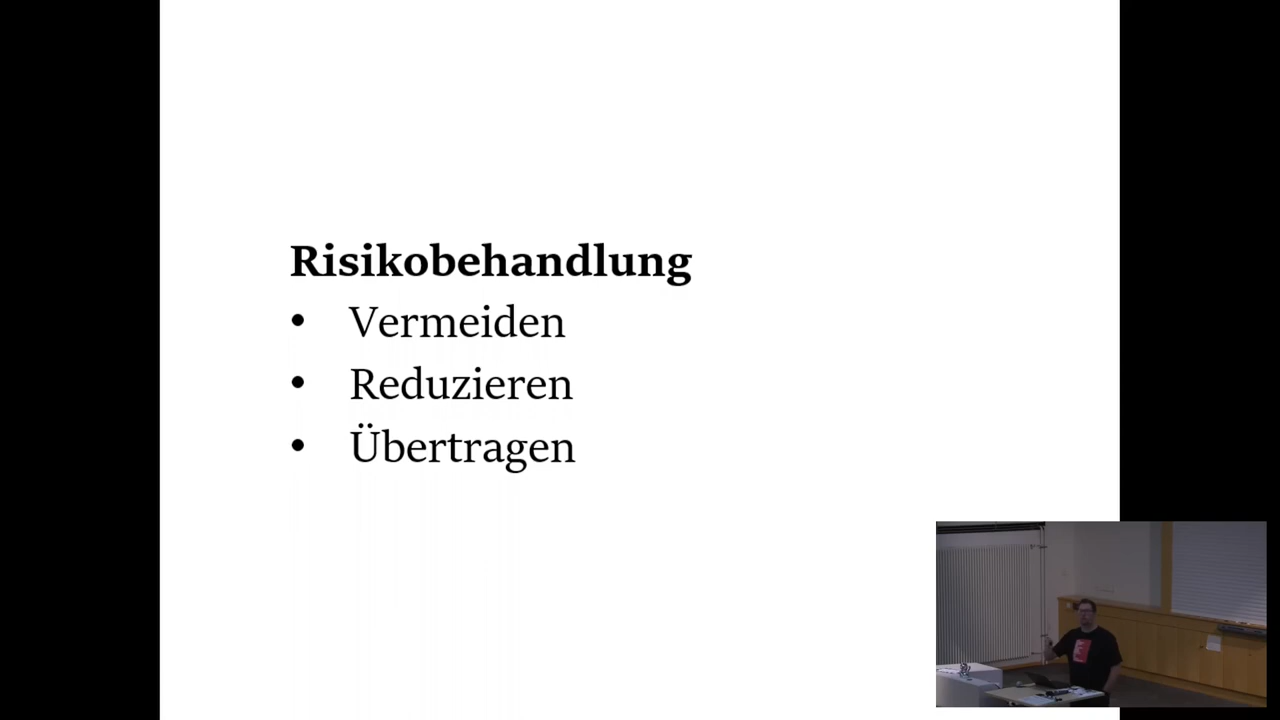 Risikobehandlung
• Vermeiden
• Reduzieren
• Übertragen